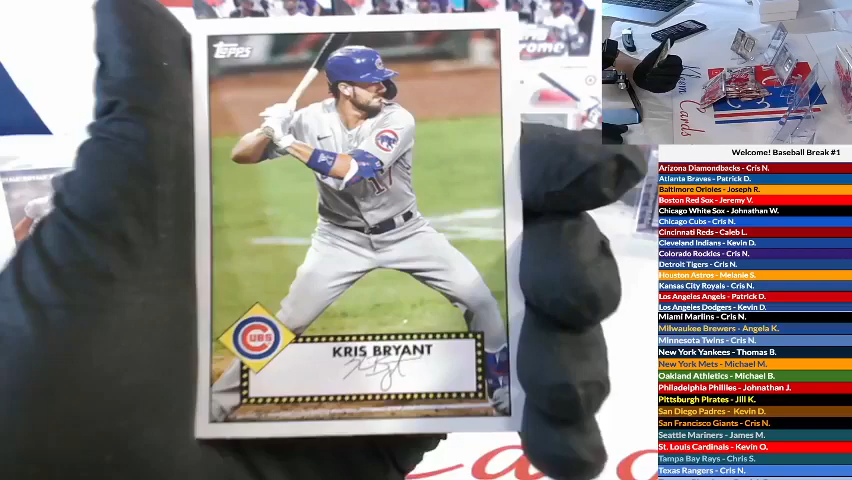 Topps
17
CUBS
KRIS BRYANT
Cards
Welcome! Baseball Break #1
Arizona Diamondbacks - Cris N.
Atlanta Braves - Patrick D.
Baltimore Orioles - Joseph R.
Boston Red Sox - Jeremy V.
Chicago White Sox - Johnathan W.
Chicago Cubs - Cris N.
Cincinnati Reds - Caleb L.
Cleveland Indians - Kevin D.
Colorado Rockies - Cris N.
Detroit Tigers - Cris N.
Houston Astros - Melanie S.
Kansas City Royals - Cris N.
Los Angeles Angels - Patrick D.
Los Angeles Dodgers - Kevin D.
Miami Marlins - Cris N.
Milwaukee Brewers - Angela K.
Minnesota Twins - Cris N.
New York Yankees - Thomas B.
New York Mets - Michael M.
Oakland Athletics - Michael B.
Philadelphia Phillies - Johnathan J.
Pittsburgh Pirates - Jill K.
San Diego Padres - Kevin D.
San Francisco Giants - Cris N.
Seattle Mariners - James M.
St. Louis Cardinals - Kevin O.
Tampa Bay Rays - Chris S.
Texas Rangers - Cris N.